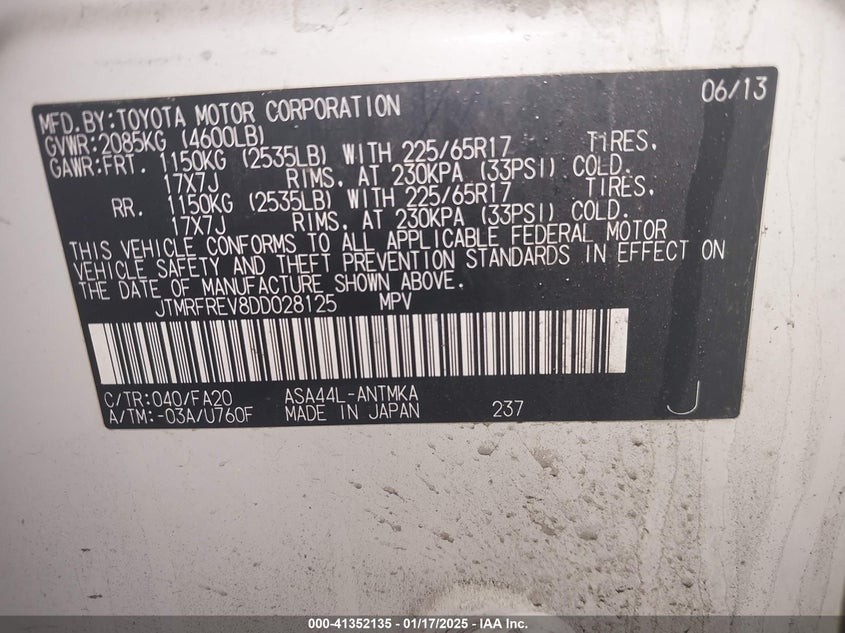 06/13
MFD.BY:TOYOTA MOTOR CORPORATION
GVWR:2085KG (4600LB)
GAWR:FRT. 1150KG (2535LB) WITH 225/65R17 TIRES,
17X7J RIMS, AT 230KPA (33PSI) COLD.
RR. 1150KG (2535LB) WITH 225/65R17 TIRES,
17X7J RIMS, AT 230KPA (33PSI) COLD.
THIS VEHICLE CONFORMS TO ALL APPLICABLE FEDERAL MOTOR
VEHICLE SAFETY AND THEFT PREVENTION STANDARDS IN EFFECT ON
THE DATE OF MANUFACTURE SHOWN ABOVE.
JTMRFREV8DD028125 MPV
C/TR:040/FA20 ASA44L-ANTMKA
A/TM:-03A/U760F MADE IN JAPAN 237 J
000-41352135 - 01/17/2025 - IAA Inc.